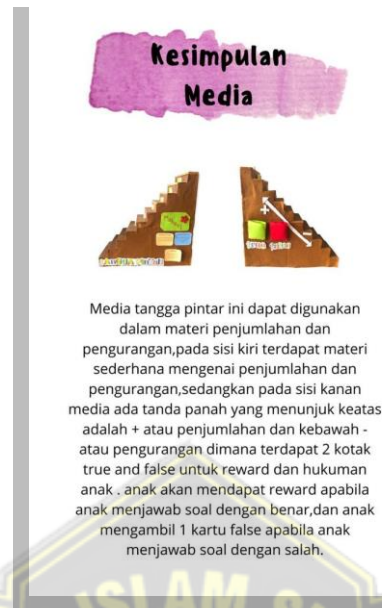 Kesimpulan
Media
+
-
Media tangga pintar ini dapat digunakan
dalam materi penjumlahan dan
pengurangan,pada sisi kiri terdapat materi
sederhana mengenai penjumlahan dan
pengurangan,sedangkan pada sisi kanan
media ada tanda panah yang menunjuk keatas
adalah + atau penjumlahan dan kebawah -
atau pengurangan dimana terdapat 2 kotak
true and false untuk reward dan hukuman
anak . anak akan mendapat reward apabila
anak menjawab soal dengan benar,dan anak
mengambil 1 kartu false apabila anak
menjawab soal dengan salah.